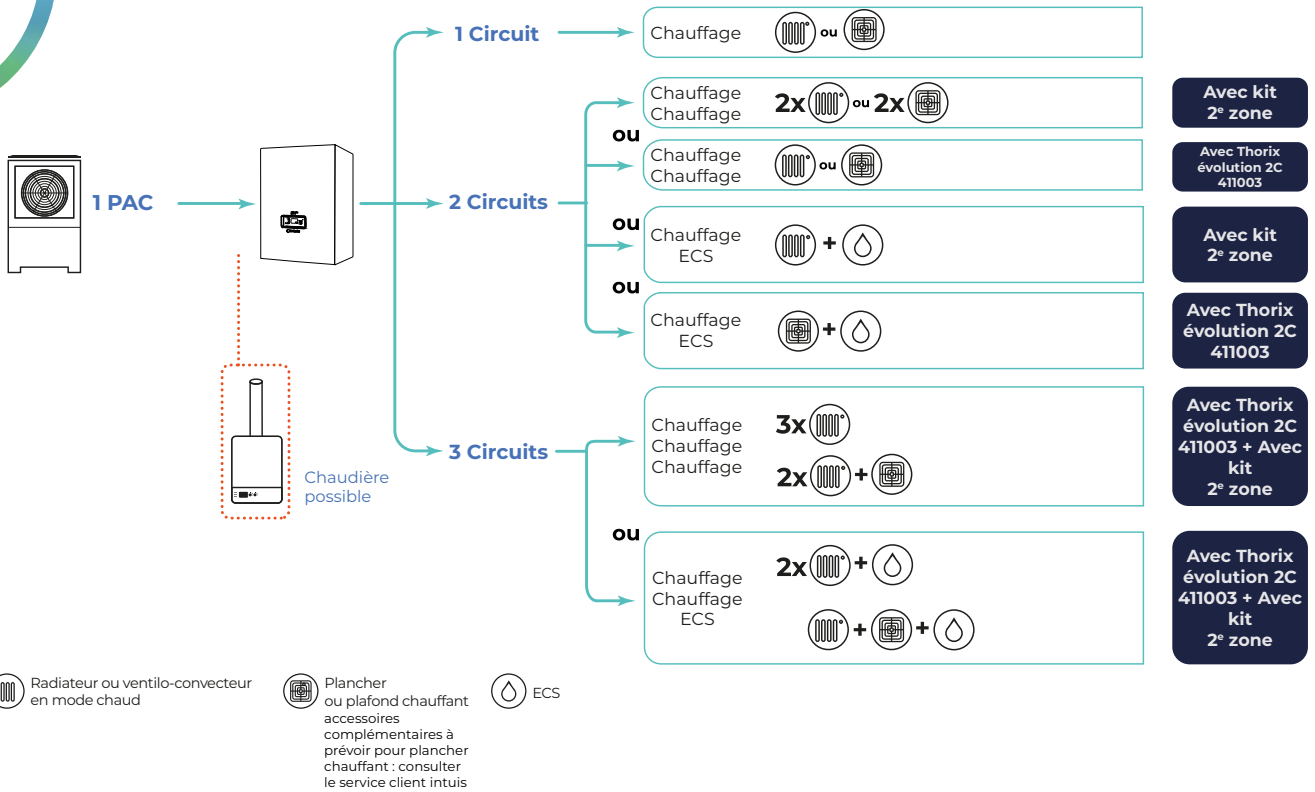 1 Circuit
Chauffage
ou
Chauffage
Chauffage
2x ou 2x
Avec kit
2e zone
ou
Chauffage
Chauffage
ou
Avec Thorix
évolution 2C
411003
1 PAC
2 Circuits
ou
Chauffage
ECS
+
Avec kit
2e zone
ou
Chauffage
ECS
+
Avec Thorix
évolution 2C
411003
Chaudière
possible
3 Circuits
Chauffage
Chauffage
Chauffage
3x
2x +
Avec Thorix
évolution 2C
411003 + Avec
kit
2e zone
ou
Chauffage
Chauffage
ECS
2x +
+ +
Avec Thorix
évolution 2C
411003 + Avec
kit
2e zone
Radiateur ou ventilo-convecteur
en mode chaud
Plancher
ou plafond chauffant
accessoires
complémentaires à
prévoir pour plancher
chauffant : consulter
le service client intuis
ECS